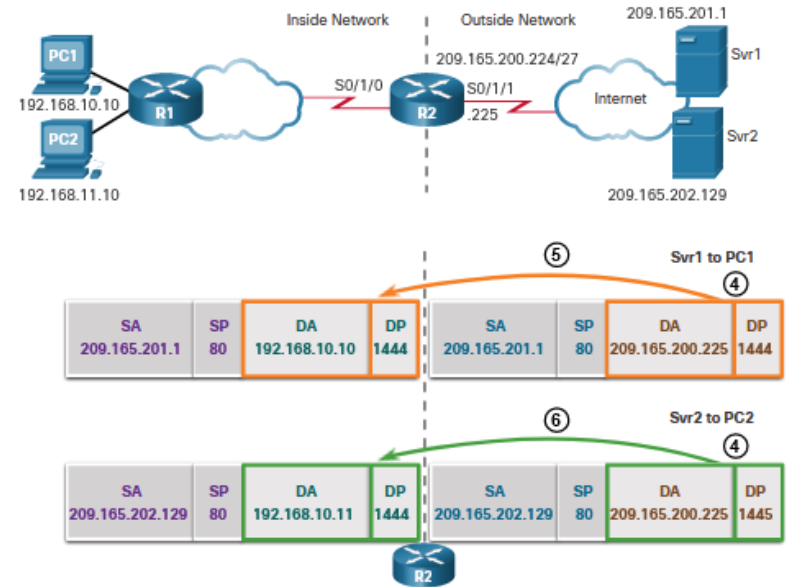 Inside Network
Outside Network
209.165.201.1
PC1
192.168.10.10
PC2
192.168.11.10
R1
S0/1/0
R2
209.165.200.224/27
S0/1/1
.225
Internet
Svr1
Svr2
209.165.202.129
Svr1 to PC1
5
4
SA SP DA DP SA SP DA DP
209.165.201.1 80 192.168.10.10 1444 209.165.201.1 80 209.165.200.225 1444
Svr2 to PC2
6
4
SA SP DA DP SA SP DA DP
209.165.202.129 80 192.168.10.11 1444 209.165.202.129 80 209.165.200.225 1445
R2